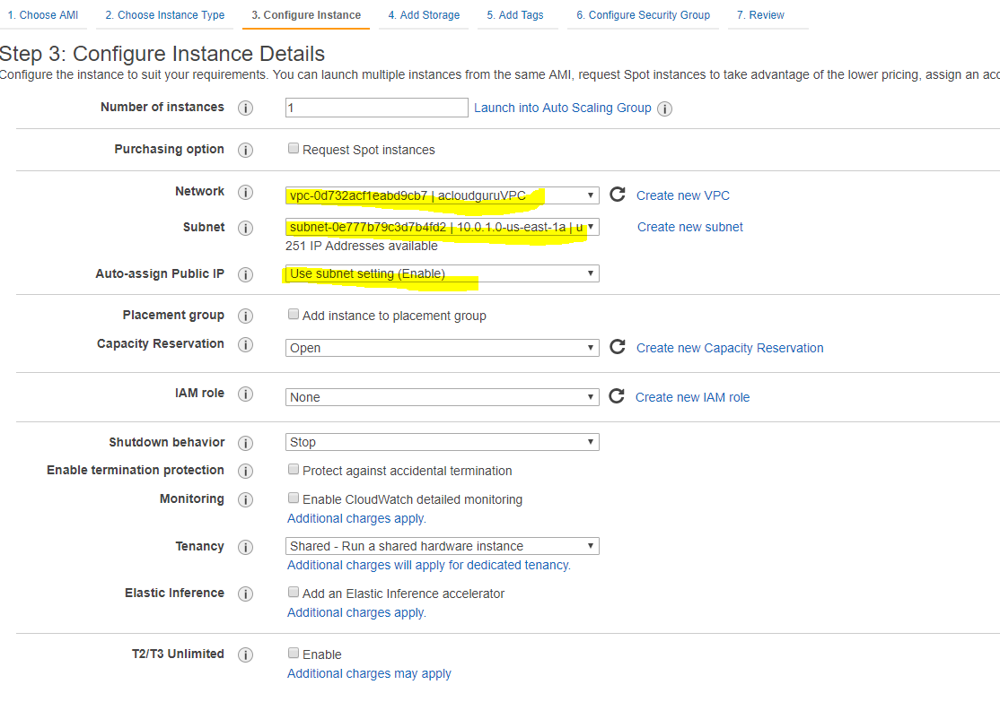 1. Choose AMI 2. Choose Instance Type 3. Configure Instance 4. Add Storage 5. Add Tags 6. Configure Security Group 7. Review
Step 3: Configure Instance Details
Configure the instance to suit your requirements. You can launch multiple instances from the same AMI, request Spot instances to take advantage of the lower pricing, assign an acc
Number of instances i 1 Launch into Auto Scaling Group i
Purchasing option i Request Spot instances
Network i vpc-0d732acf1eabd9cb7 | acloudguruVPC Create new VPC
Subnet i subnet-0e777b79c3d7b4fd2 | 10.0.1.0-us-east-1a | u Create new subnet
251 IP Addresses available
Auto-assign Public IP i Use subnet setting (Enable)
Placement group i Add instance to placement group
Capacity Reservation i Open Create new Capacity Reservation
IAM role i None Create new IAM role
Shutdown behavior i Stop
Enable termination protection i Protect against accidental termination
Monitoring i Enable CloudWatch detailed monitoring
Additional charges apply.
Tenancy i Shared - Run a shared hardware instance
Additional charges will apply for dedicated tenancy.
Elastic Inference i Add an Elastic Inference accelerator
Additional charges apply.
T2/T3 Unlimited i Enable
Additional charges may apply